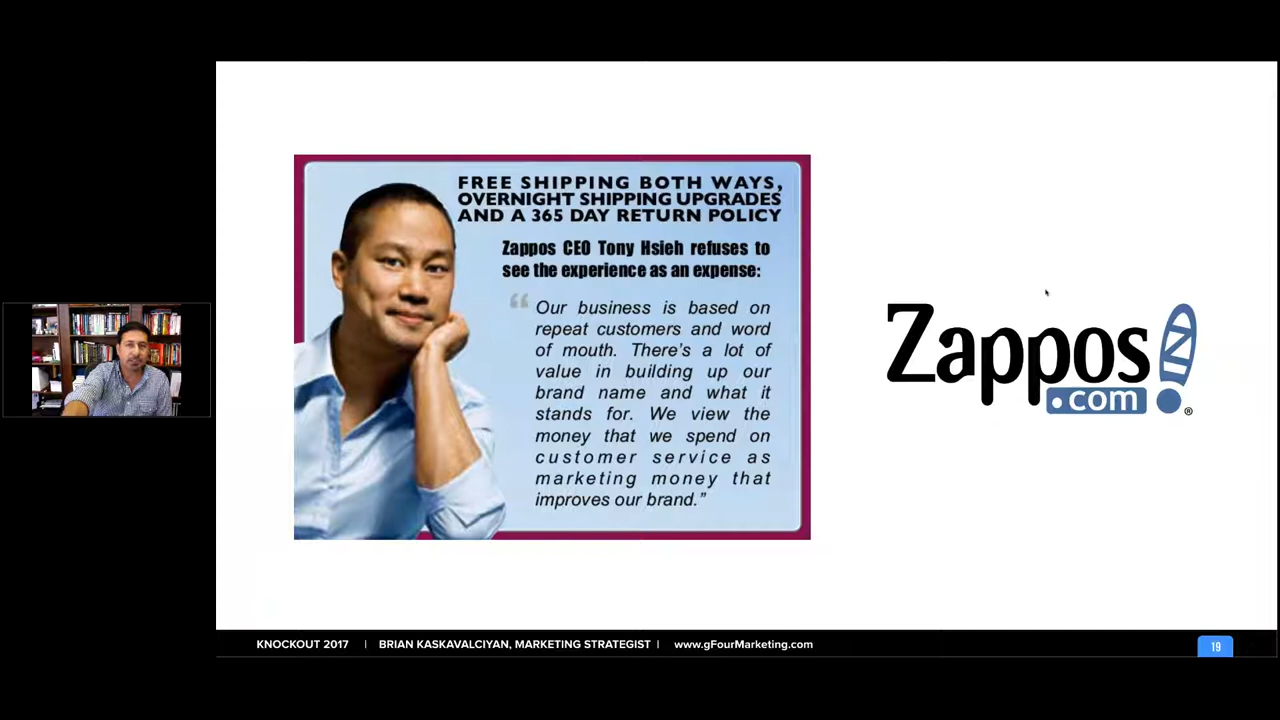 FREE SHIPPING BOTH WAYS,
OVERNIGHT SHIPPING UPGRADES
AND A 365 DAY RETURN POLICY
Zappos CEO Tony Hsieh refuses to
see the experience as an expense:
“ Our business is based on
repeat customers and word
of mouth. There's a lot of
value in building up our
brand name and what it
stands for. We view the
money that we spend on
customer service as
marketing money that
improves our brand.”
Zappos
.com ®
KNOCKOUT 2017 | BRIAN KASKAVALCIYAN, MARKETING STRATEGIST | www.gFourMarketing.com 19